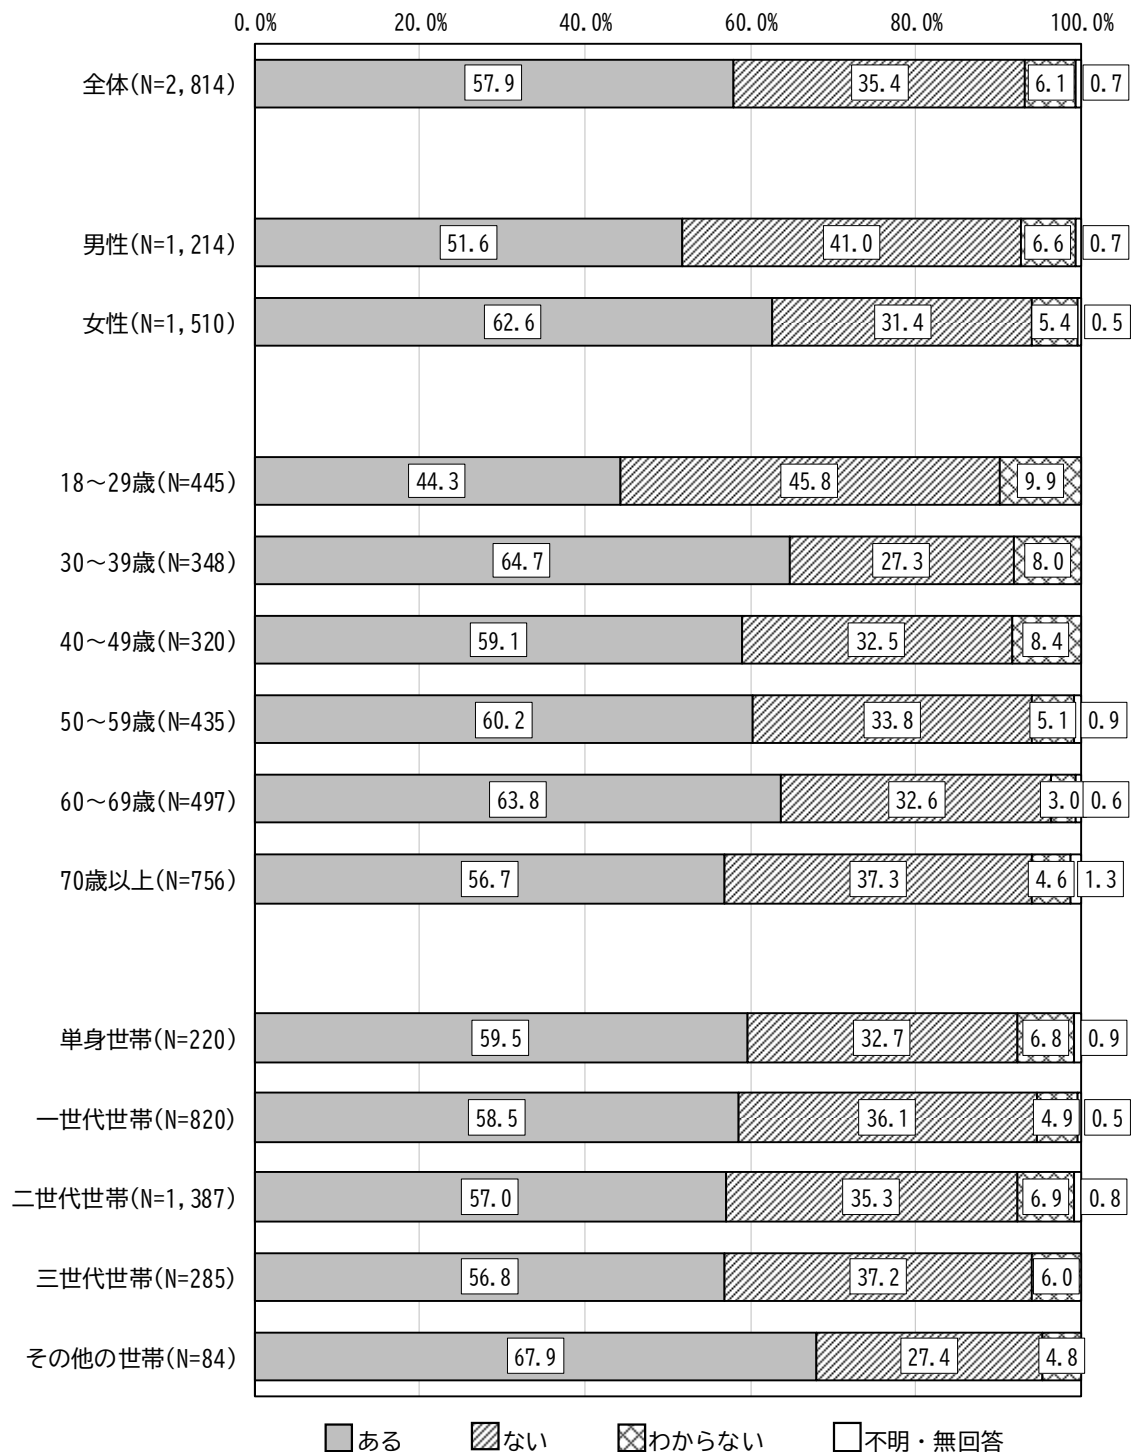 0.0% 20.0% 40.0% 60.0% 80.0% 100.0%
全体(N=2,814) 57.9 35.4 6.1 0.7
男性(N=1,214) 51.6 41.0 6.6 0.7
女性(N=1,510) 62.6 31.4 5.4 0.5
18～29歳(N=445) 44.3 45.8 9.9
30～39歳(N=348) 64.7 27.3 8.0
40～49歳(N=320) 59.1 32.5 8.4
50～59歳(N=435) 60.2 33.8 5.1 0.9
60～69歳(N=497) 63.8 32.6 3.0 0.6
70歳以上(N=756) 56.7 37.3 4.6 1.3
単身世帯(N=220) 59.5 32.7 6.8 0.9
一世代世帯(N=820) 58.5 36.1 4.9 0.5
二世代世帯(N=1,387) 57.0 35.3 6.9 0.8
三世代世帯(N=285) 56.8 37.2 6.0
その他の世帯(N=84) 67.9 27.4 4.8
ある ない わからない 不明・無回答